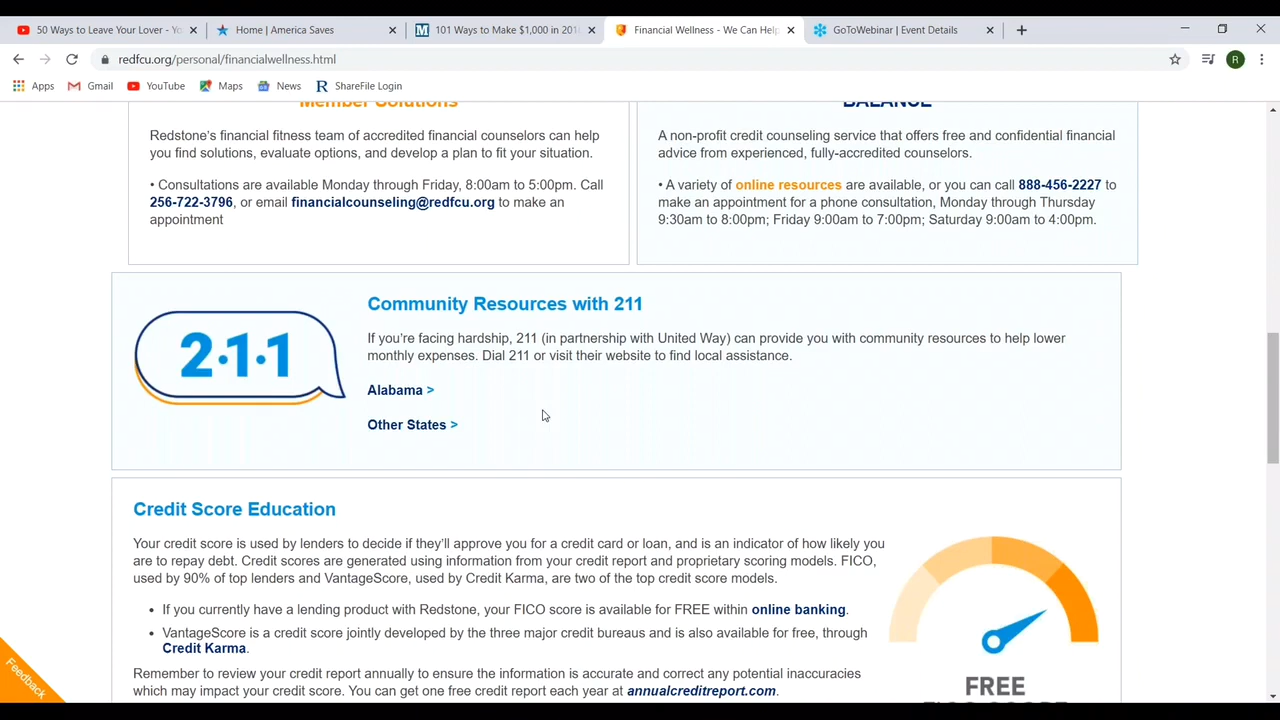 50 Ways to Leave Your Lover - Yo
Home | America Saves
101 Ways to Make $1,000 in 201
Financial Wellness - We Can Help
GoToWebinar | Event Details
redfcu.org/personal/financialwellness.html
R
Apps
Gmail
YouTube
Maps
News
R ShareFile Login
Member Solutions
Redstone's financial fitness team of accredited financial counselors can help
you find solutions, evaluate options, and develop a plan to fit your situation.
• Consultations are available Monday through Friday, 8:00am to 5:00pm. Call
256-722-3796, or email financialcounseling@redfcu.org to make an
appointment
BALANCE
A non-profit credit counseling service that offers free and confidential financial
advice from experienced, fully-accredited counselors.
• A variety of online resources are available, or you can call 888-456-2227 to
make an appointment for a phone consultation, Monday through Thursday
9:30am to 8:00pm; Friday 9:00am to 7:00pm; Saturday 9:00am to 4:00pm.
2·1·1
Community Resources with 211
If you're facing hardship, 211 (in partnership with United Way) can provide you with community resources to help lower
monthly expenses. Dial 211 or visit their website to find local assistance.
Alabama >
Other States >
Credit Score Education
Your credit score is used by lenders to decide if they'll approve you for a credit card or loan, and is an indicator of how likely you
are to repay debt. Credit scores are generated using information from your credit report and proprietary scoring models. FICO,
used by 90% of top lenders and VantageScore, used by Credit Karma, are two of the top credit score models.
• If you currently have a lending product with Redstone, your FICO score is available for FREE within online banking.
• VantageScore is a credit score jointly developed by the three major credit bureaus and is also available for free, through
Credit Karma.
Remember to review your credit report annually to ensure the information is accurate and correct any potential inaccuracies
which may impact your credit score. You can get one free credit report each year at annualcreditreport.com.
FREE
FICO SCORE
Feedback